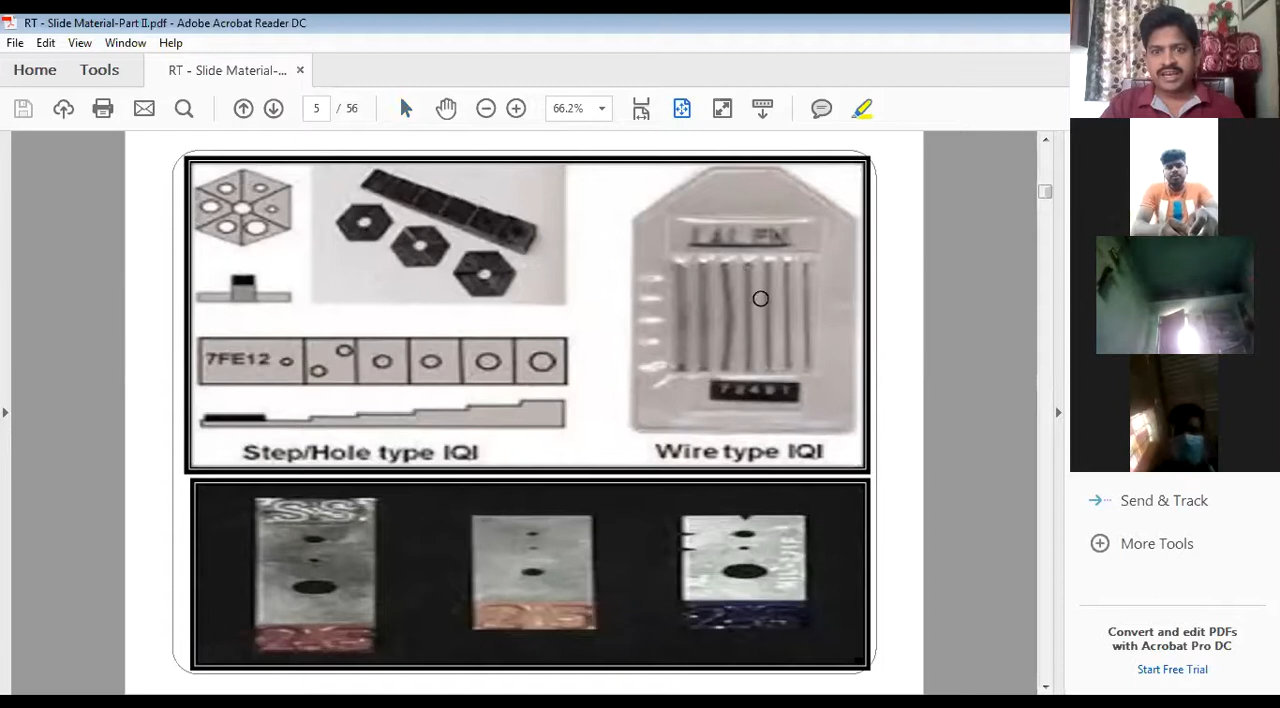 RT - Slide Material-Part II.pdf - Adobe Acrobat Reader DC
File Edit View Window Help
Home Tools RT - Slide Material-... ×
5 / 56 66.2%
7FE12
72491
Step/Hole type IQI
Wire type IQI
Send & Track
More Tools
Convert and edit PDFs
with Acrobat Pro DC
Start Free Trial